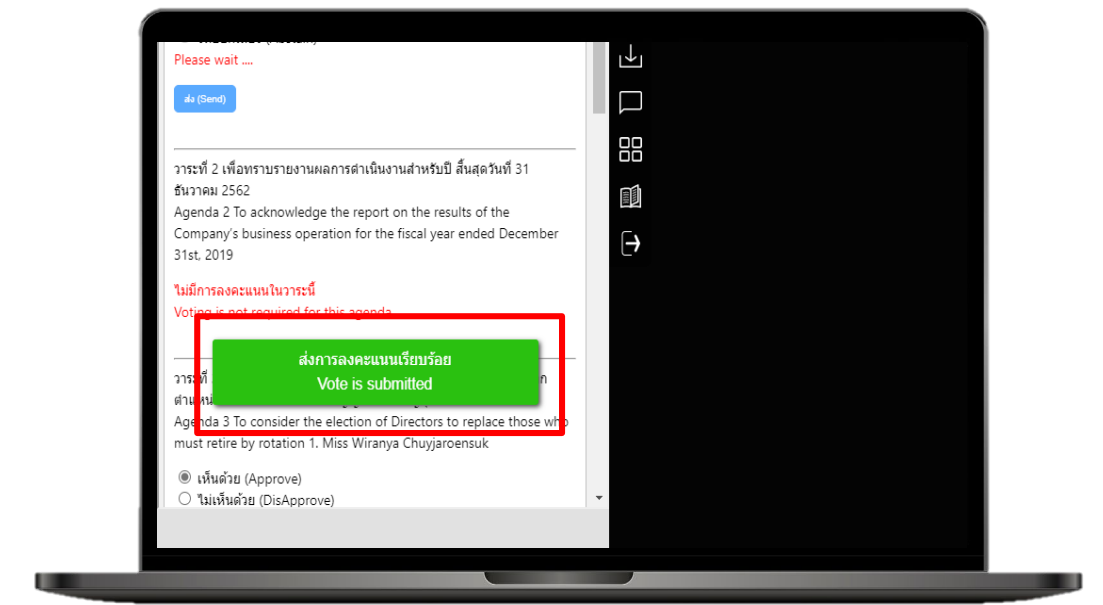 Please wait ....
ส่ง (Send)
วาระที่ 2 เพื่อทราบรายงานผลการดำเนินงานสำหรับปี สิ้นสุดวันที่ 31
ธันวาคม 2562
Agenda 2 To acknowledge the report on the results of the
Company's business operation for the fiscal year ended December
31st, 2019
ไม่มีการลงคะแนนในวาระนี้
Voting is not required for this agenda
ส่งการลงคะแนนเรียบร้อย
Vote is submitted
วาระที่
Agenda 3 To consider the election of Directors to replace those who
must retire by rotation 1. Miss Wiranya Chuyjaroensuk
เห็นด้วย (Approve)
ไม่เห็นด้วย (DisApprove)